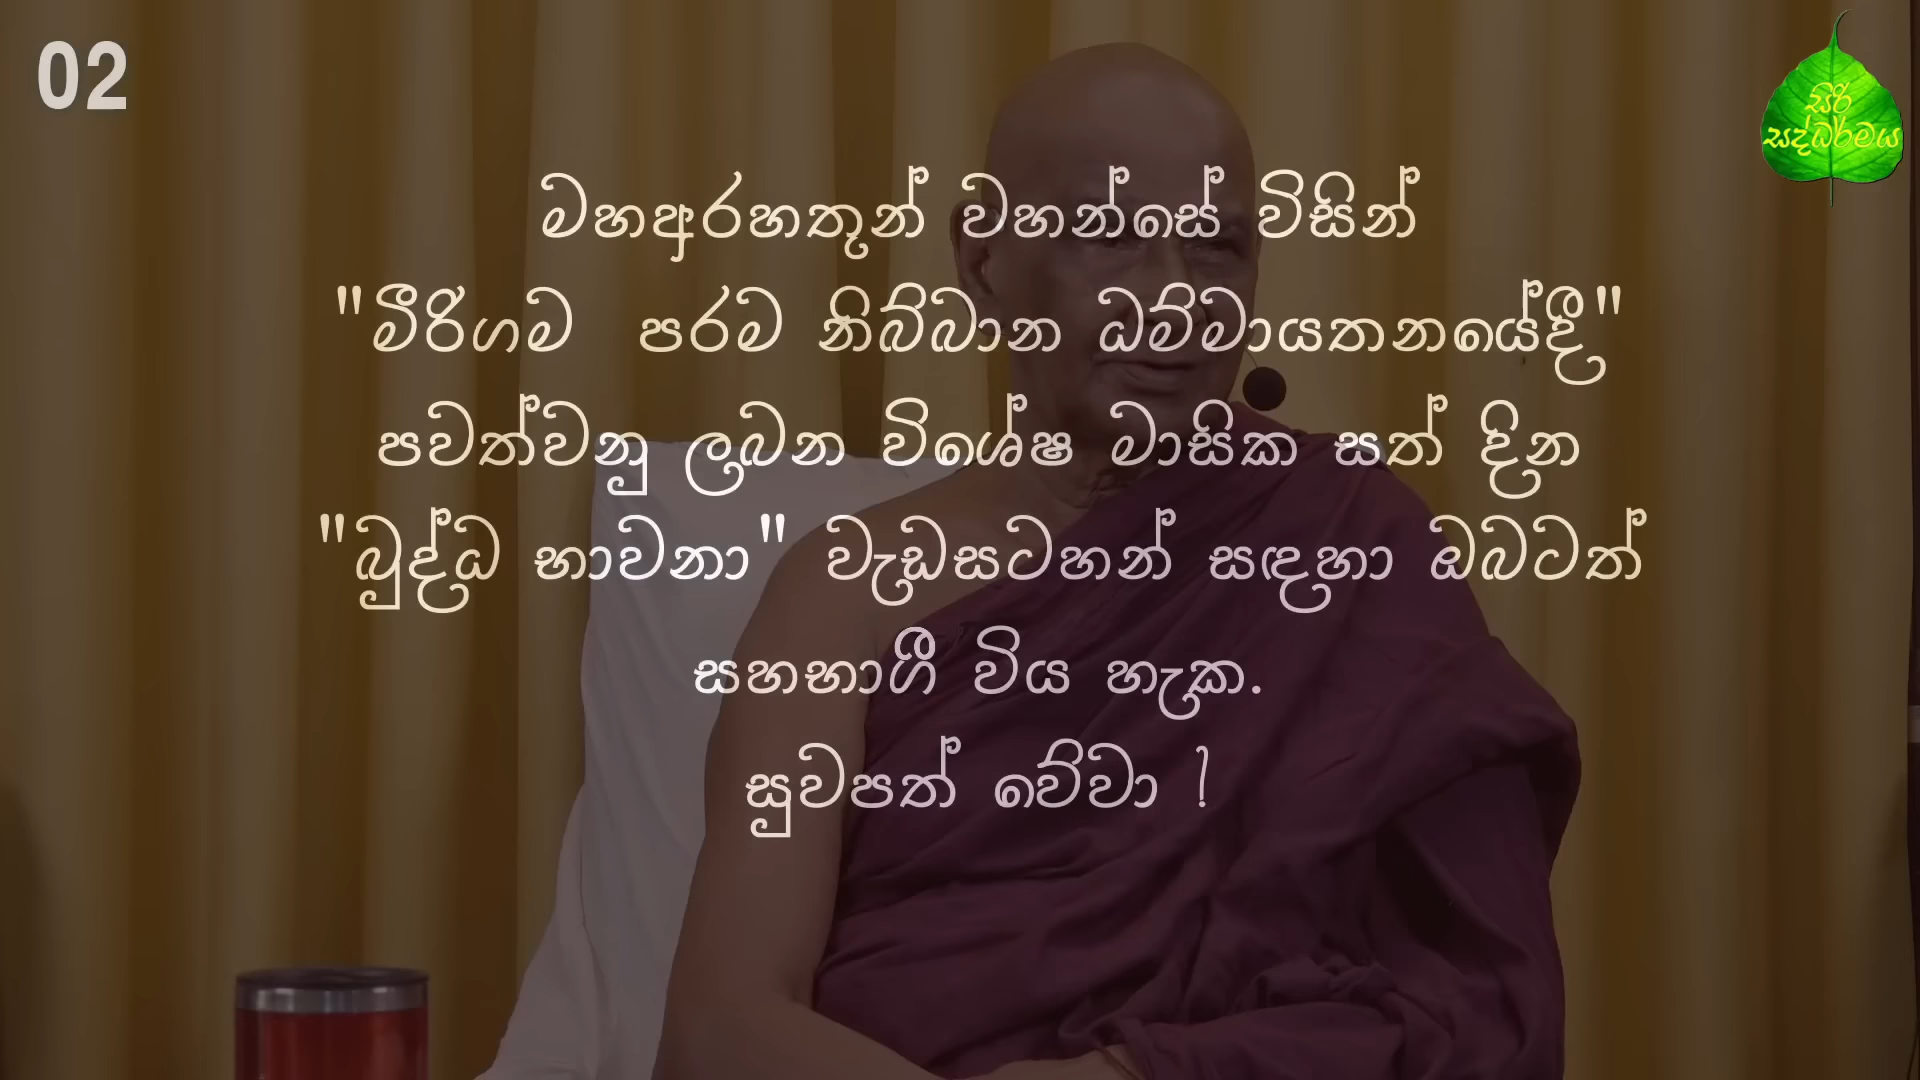 02
සිරි
සද්ධර්මය
මහඅරහතූන් වහන්සේ විසින්
"මීරිගම පරම නිබ්බාන ධම්මායතනයේදී"
පවත්වනු ලබන විශේෂ මාසික සත් දින
"බුද්ධ භාවනා" වැඩසටහන් සඳහා ඔබටත්
සහභාගී විය හැක.
සුවපත් වේවා !